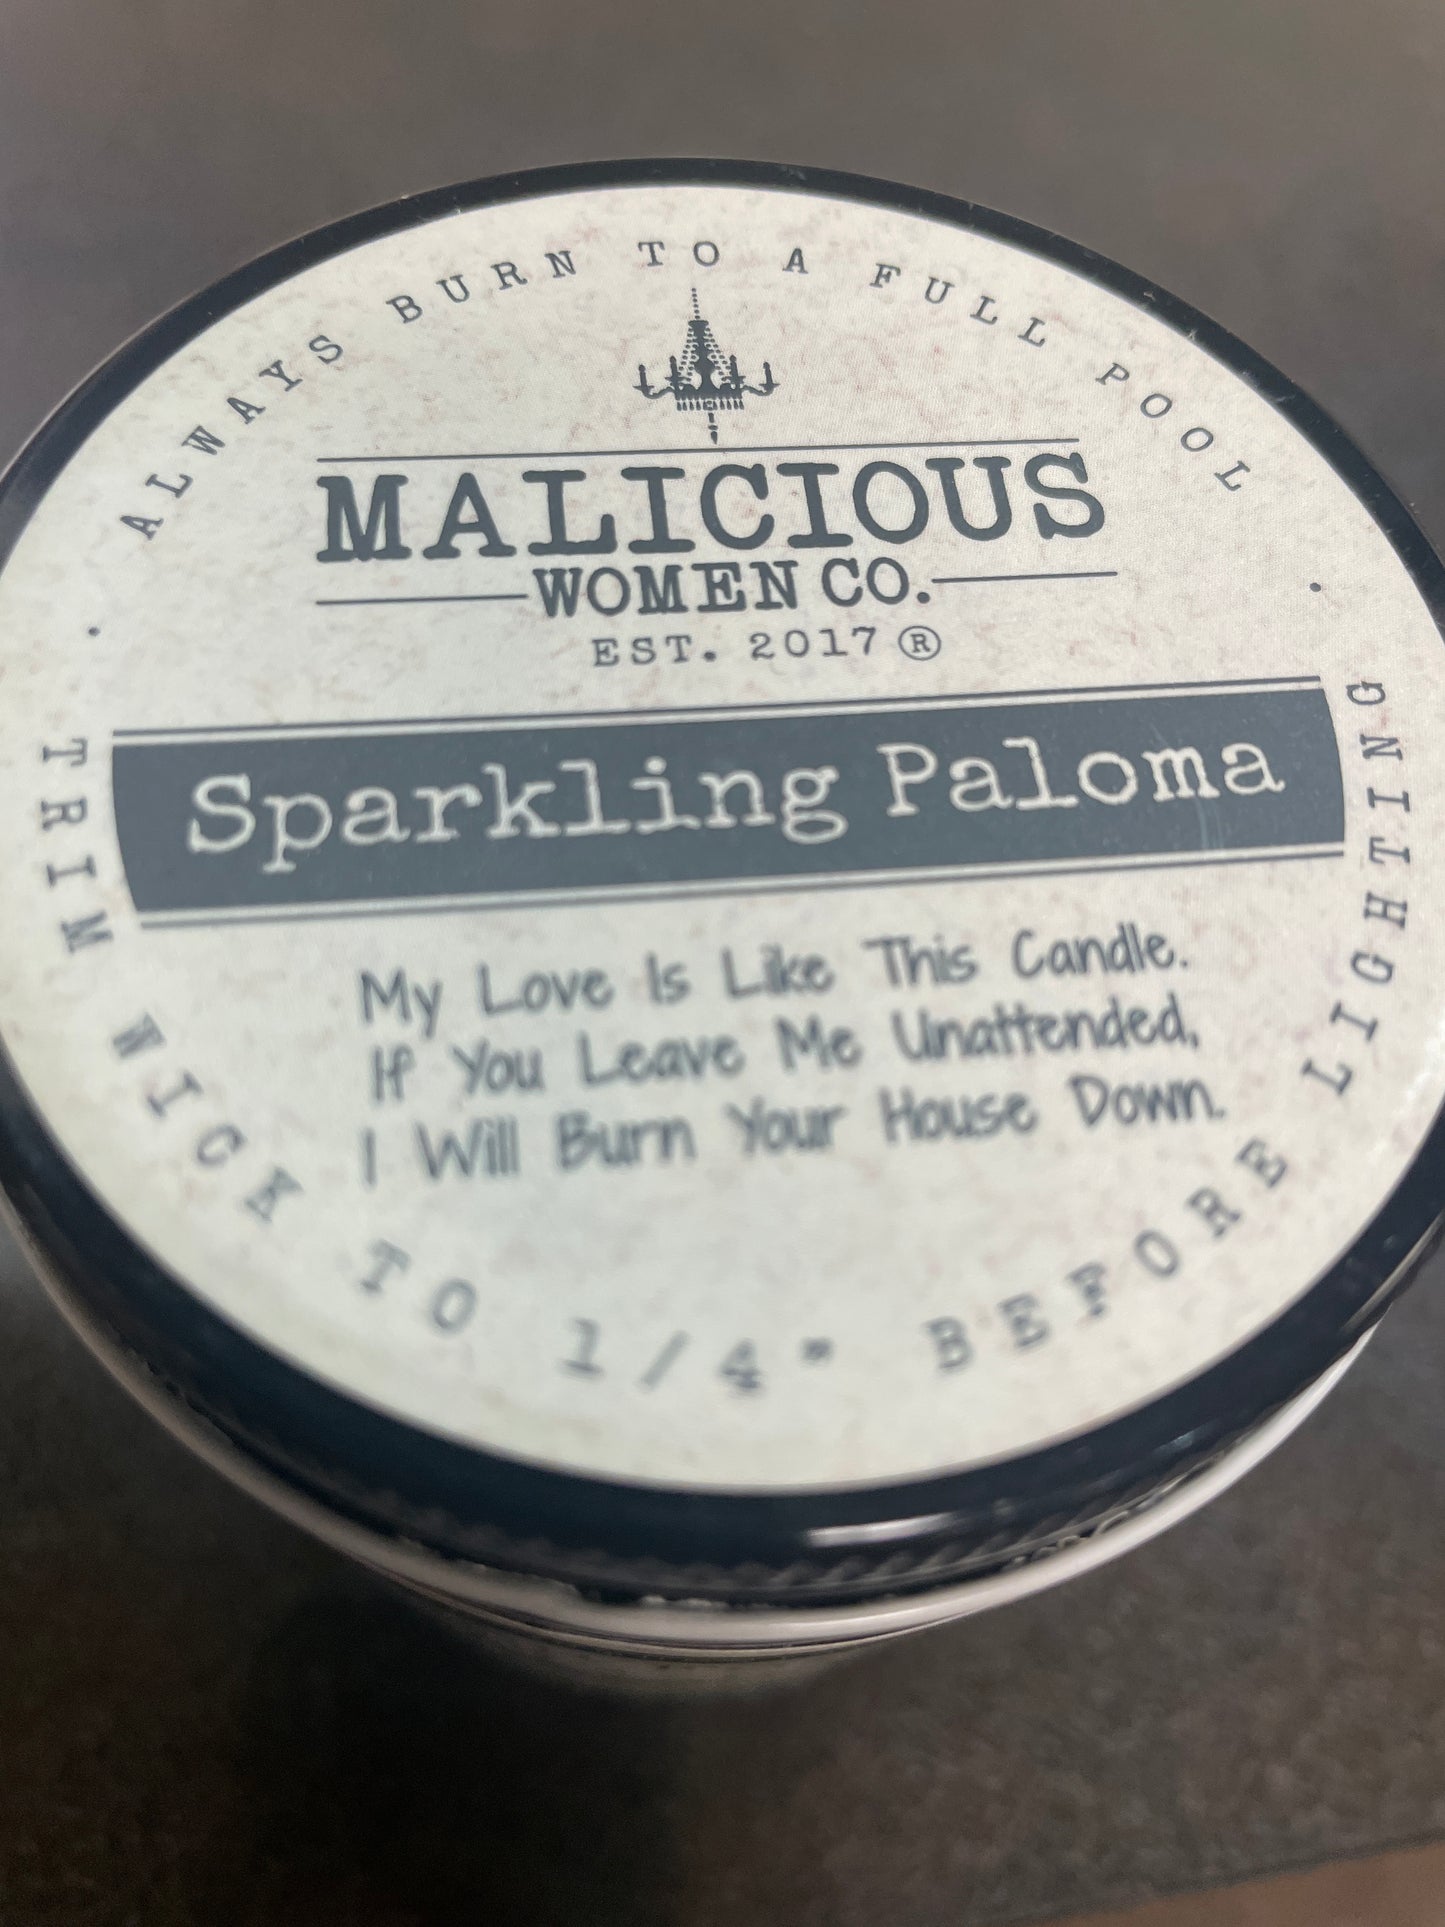 · ALWAYS BURN TO A FULL POOL ·
MALICIOUS
WOMEN CO.
EST. 2017 ®
Sparkling Paloma
My Love Is Like This Candle.
If You Leave Me Unattended,
I Will Burn Your House Down.
TRIM WICK TO 1/4" BEFORE LIGHTING